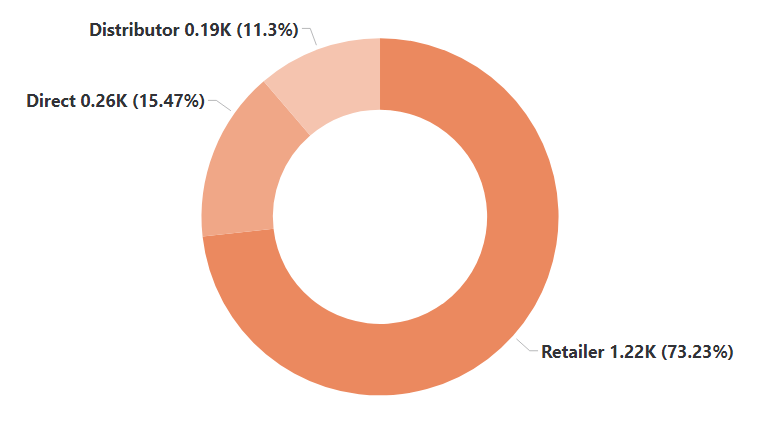 Distributor 0.19K (11.3%)
Direct 0.26K (15.47%)
Retailer 1.22K (73.23%)